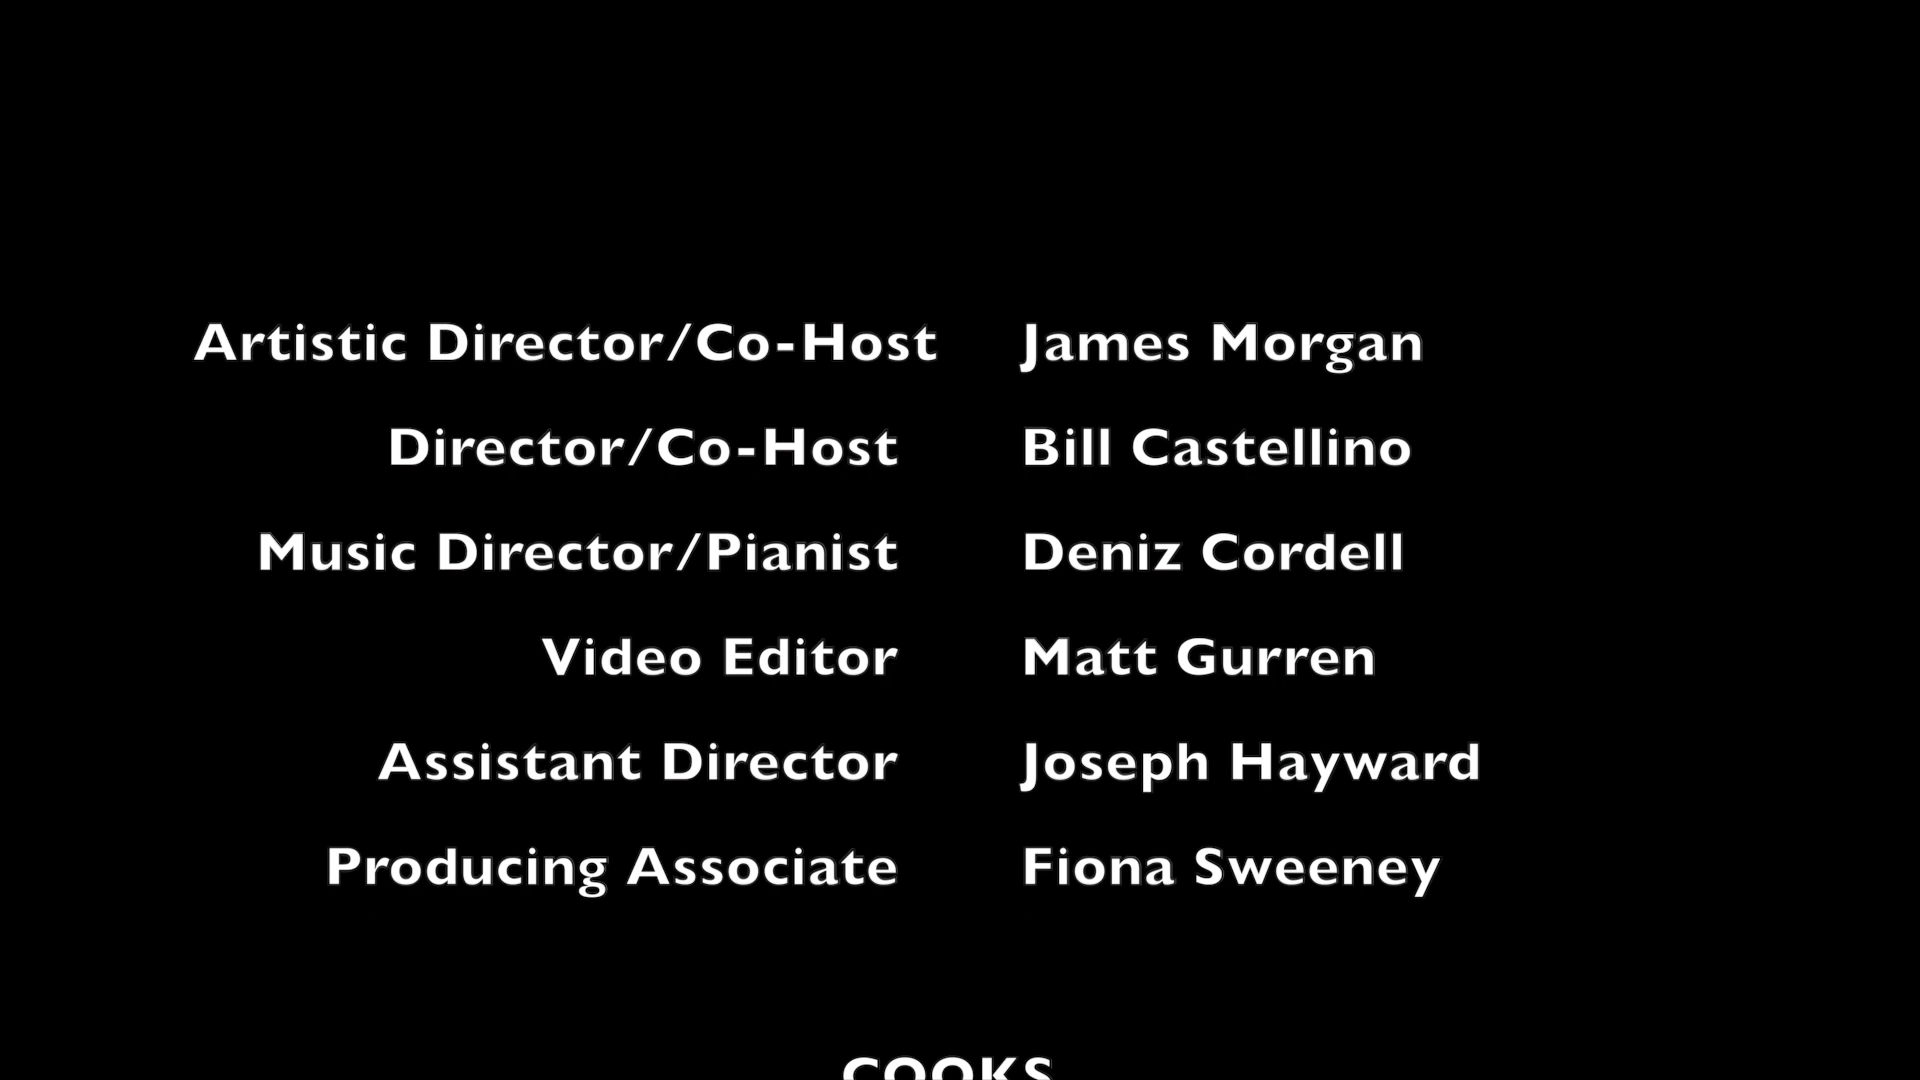 Artistic Director/Co-Host James Morgan
Director/Co-Host Bill Castellino
Music Director/Pianist Deniz Cordell
Video Editor Matt Gurren
Assistant Director Joseph Hayward
Producing Associate Fiona Sweeney
COOKS